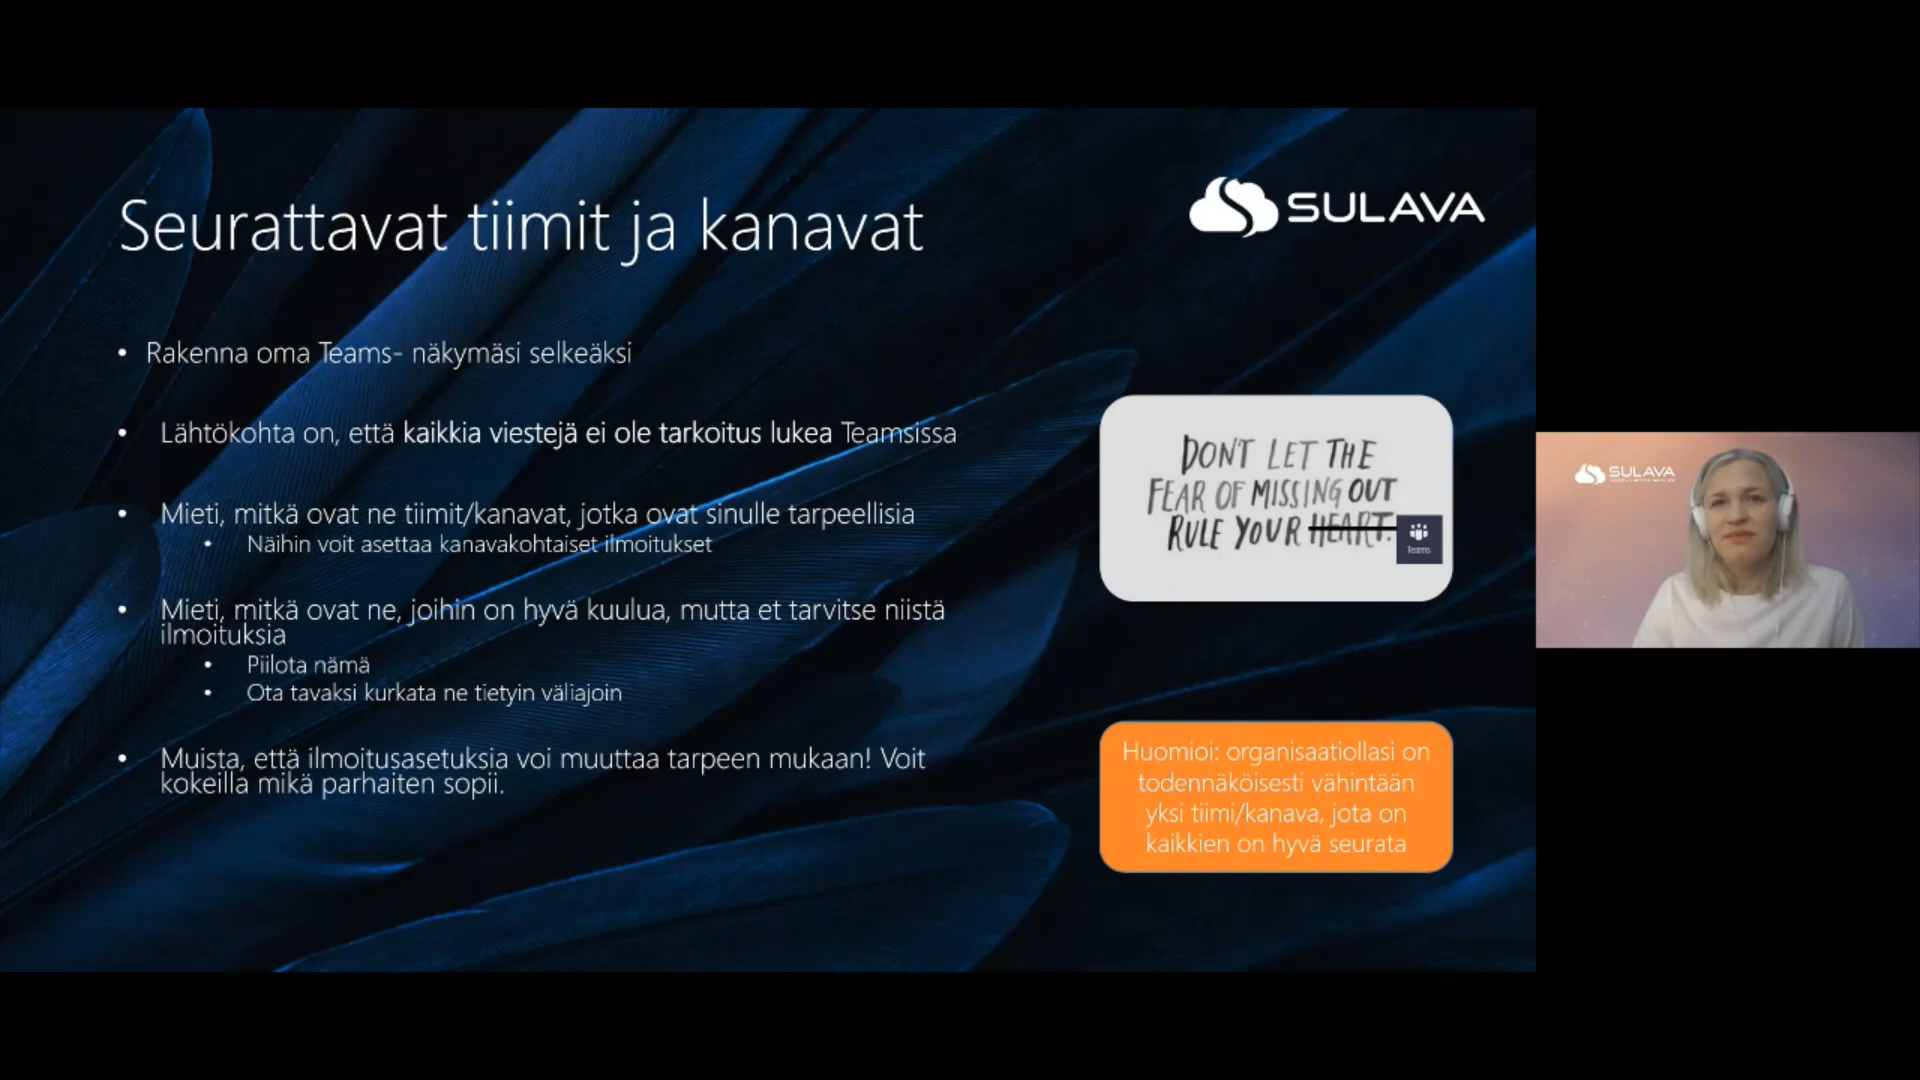 Seurattavat tiimit ja kanavat
SULAVA
• Rakenna oma Teams- näkymäsi selkeäksi
• Lähtökohta on, että kaikkia viestejä ei ole tarkoitus lukea Teamsissa
• Mieti, mitkä ovat ne tiimit/kanavat, jotka ovat sinulle tarpeellisia
• Näihin voit asettaa kanavakohtaiset ilmoitukset
• Mieti, mitkä ovat ne, joihin on hyvä kuulua, mutta et tarvitse niistä
ilmoituksia
• Piilota nämä
• Ota tavaksi kurkata ne tietyin väliajoin
• Muista, että ilmoitusasetuksia voi muuttaa tarpeen mukaan! Voit
kokeilla mikä parhaiten sopii.
DON'T LET THE
FEAR OF MISSING OUT
RULE YOUR HEART.
Teams
Huomioi: organisaatiollasi on
todennäköisesti vähintään
yksi tiimi/kanava, jota on
kaikkien on hyvä seurata
SULAVA